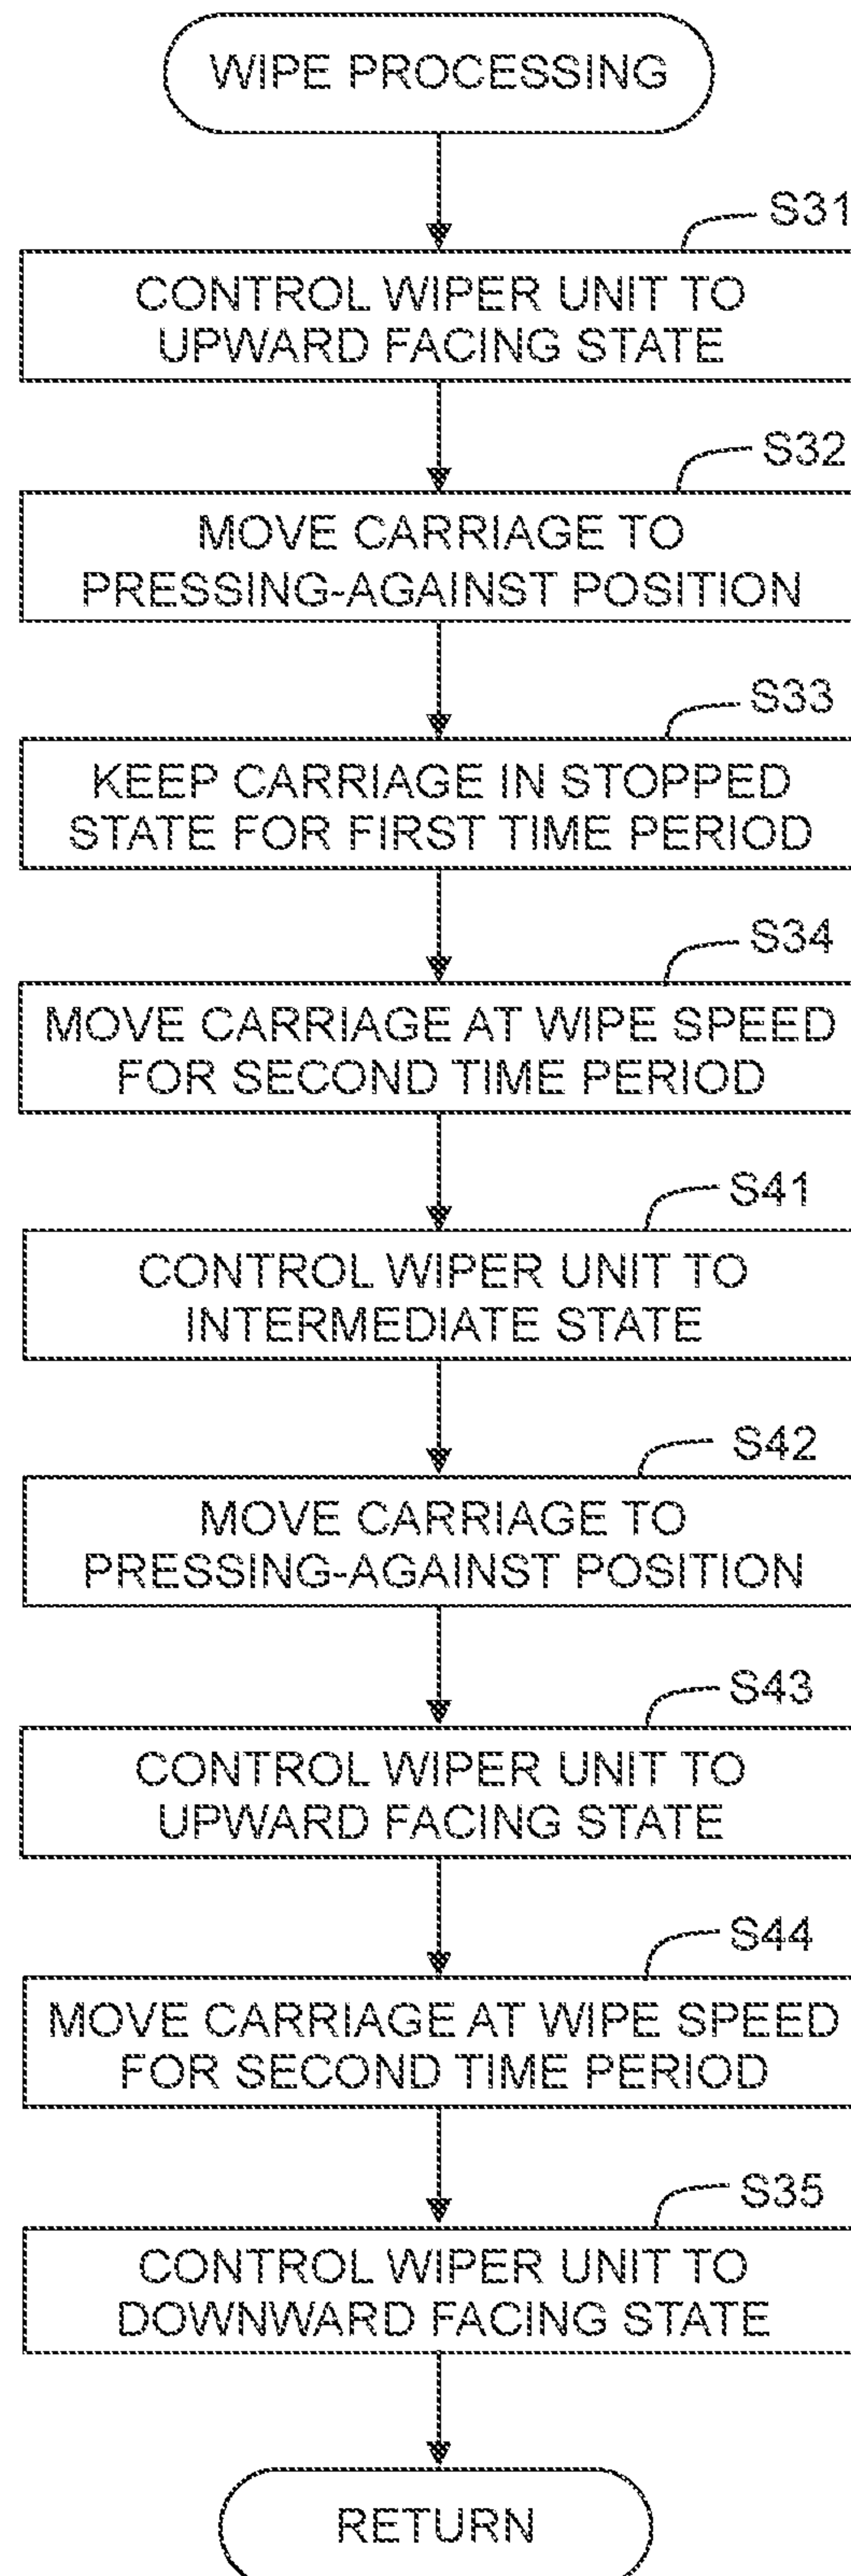 WIPE PROCESSING
S31
CONTROL WIPER UNIT TO
UPWARD FACING STATE
S32
MOVE CARRIAGE TO
PRESSING-AGAINST POSITION
S33
KEEP CARRIAGE IN STOPPED
STATE FOR FIRST TIME PERIOD
S34
MOVE CARRIAGE AT WIPE SPEED
FOR SECOND TIME PERIOD
S41
CONTROL WIPER UNIT TO
INTERMEDIATE STATE
S42
MOVE CARRIAGE TO
PRESSING-AGAINST POSITION
S43
CONTROL WIPER UNIT TO
UPWARD FACING STATE
S44
MOVE CARRIAGE AT WIPE SPEED
FOR SECOND TIME PERIOD
S35
CONTROL WIPER UNIT TO
DOWNWARD FACING STATE
RETURN